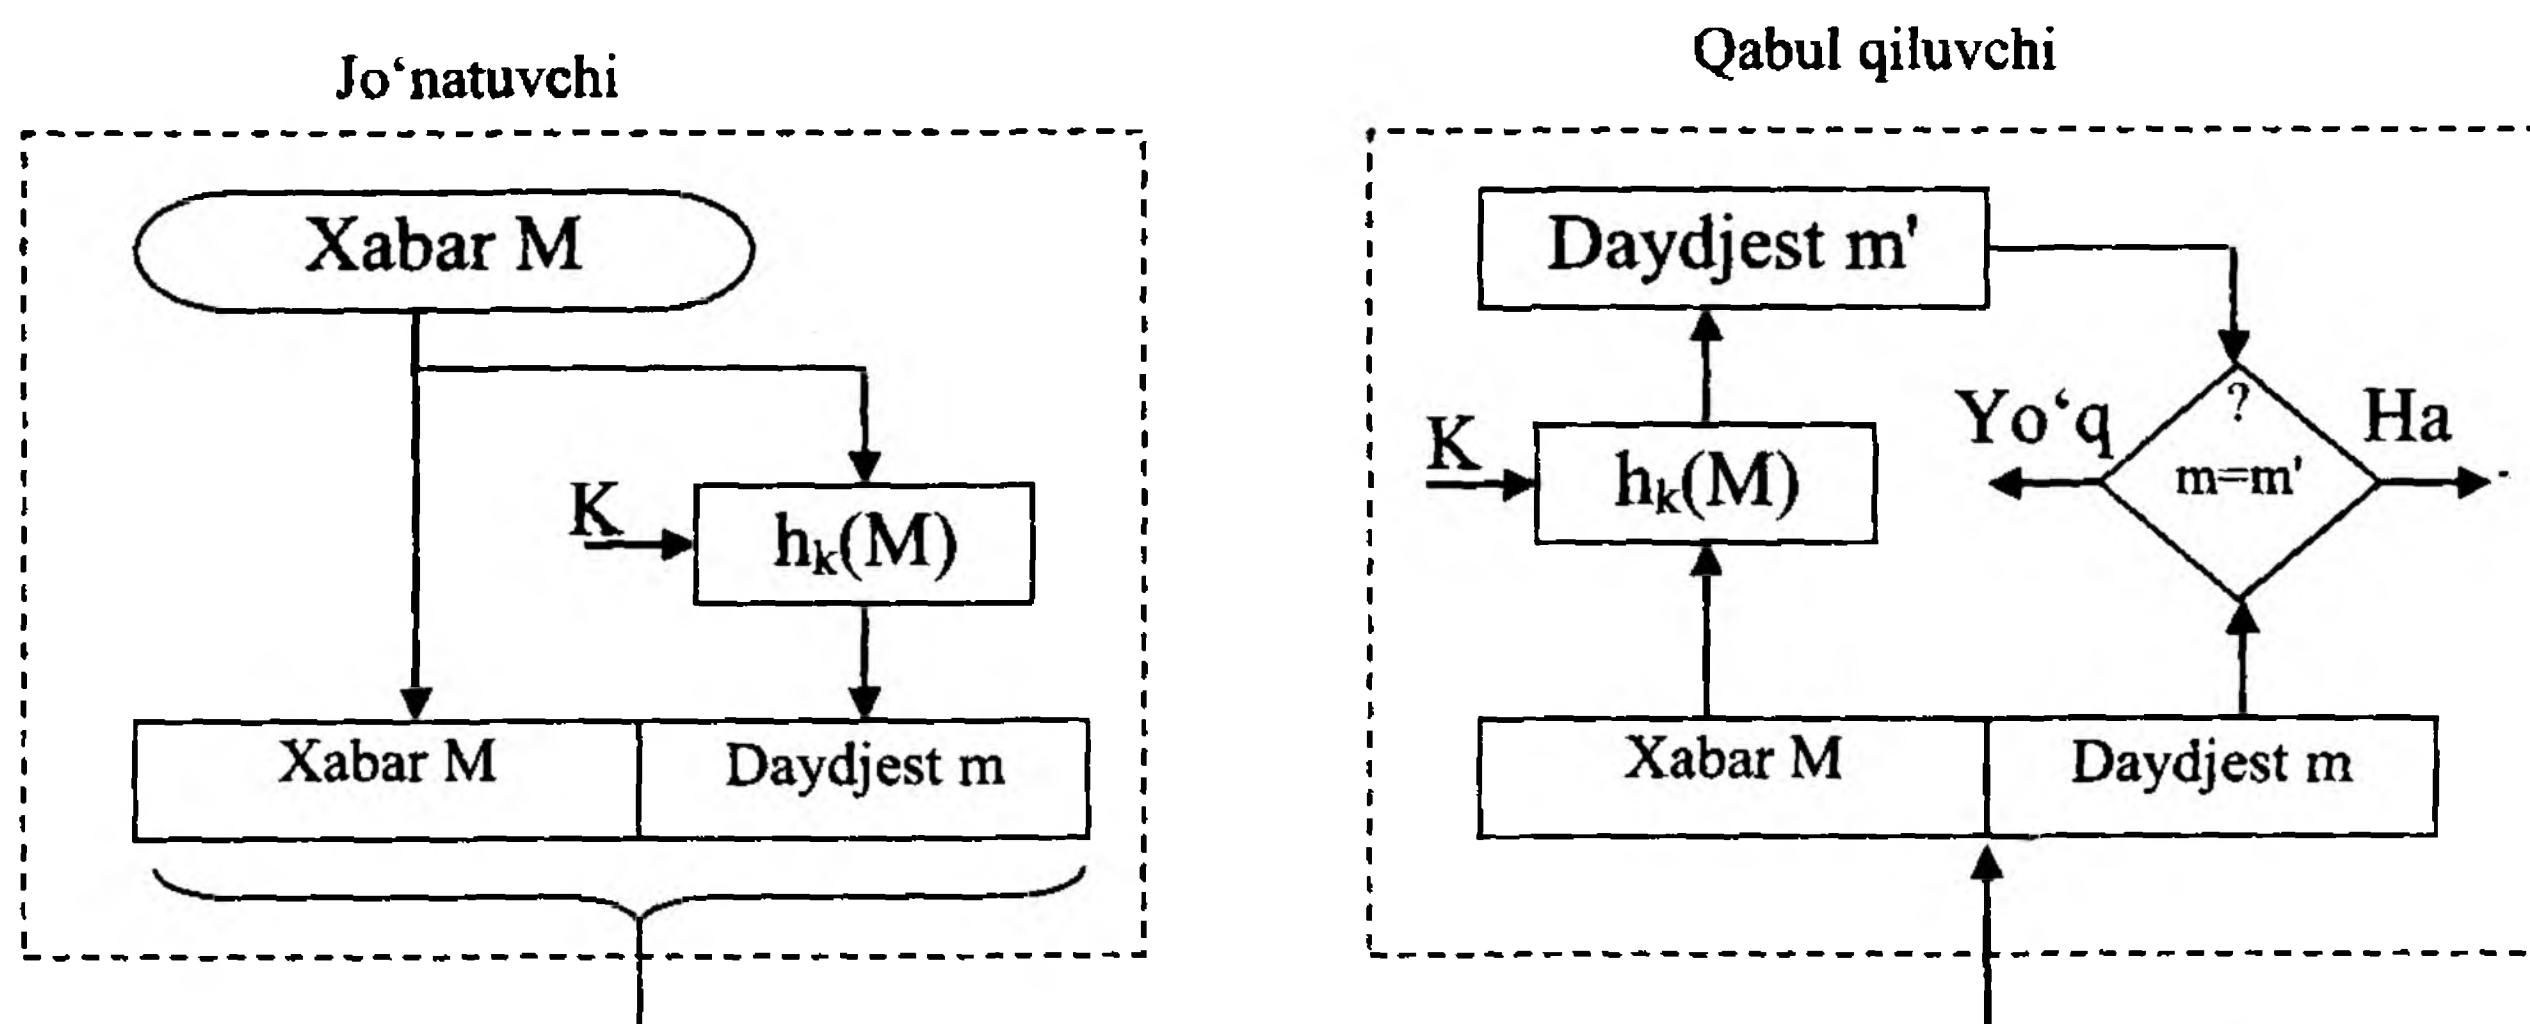 Jo‘natuvchi
Xabar M
K
hk(M)
Xabar M
Daydjest m
Qabul qiluvchi
Daydjest m'
K
hk(M)
Yo‘q
?
m=m'
Ha
Xabar M
Daydjest m